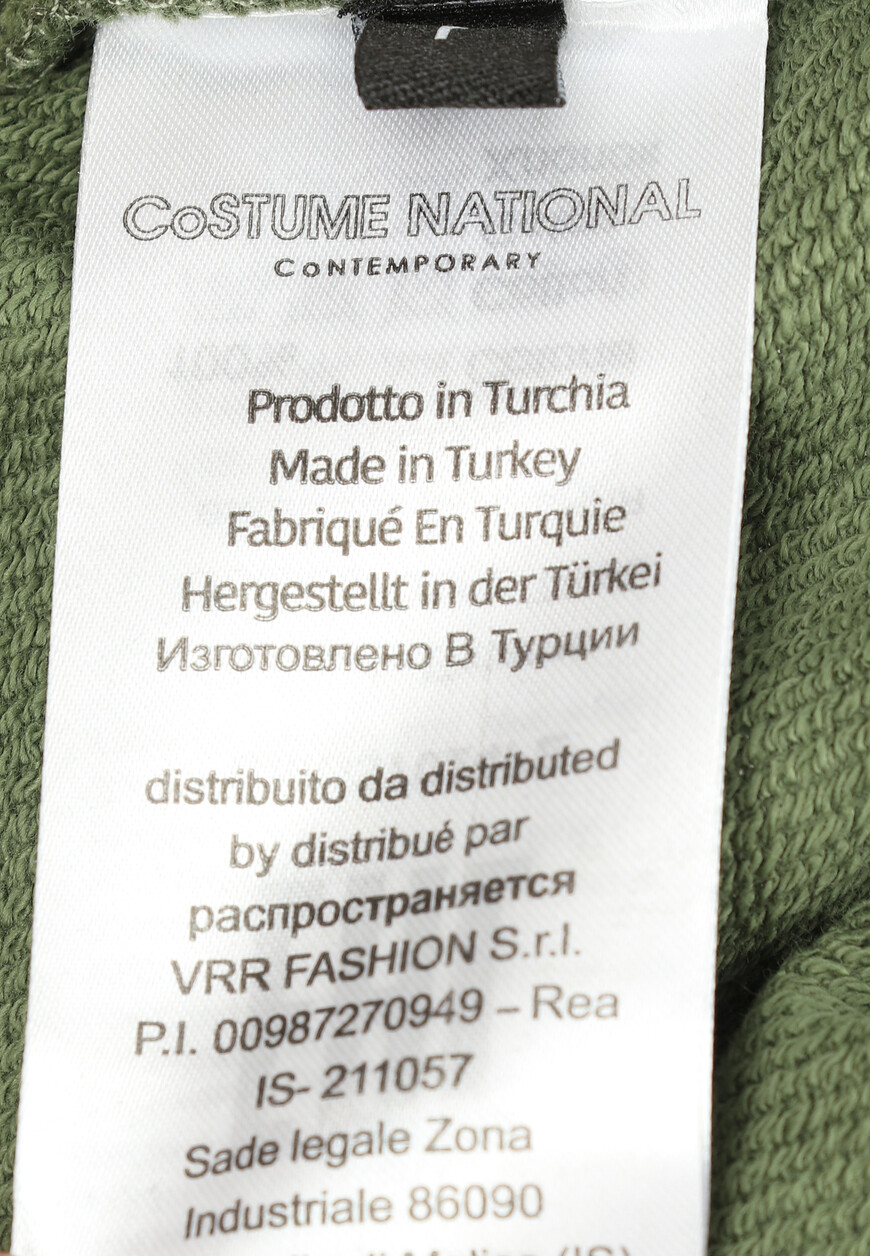 CoSTUME NATIONAL
CoNTEMPORARY
Prodotto in Turchia
Made in Turkey
Fabriqué En Turquie
Hergestellt in der Türkei
Изготовлено В Турции
distribuito da distributed
by distribué par
распространяется
VRR FASHION S.r.l.
P.I. 00987270949 – Rea
IS- 211057
Sade legale Zona
Industriale 86090